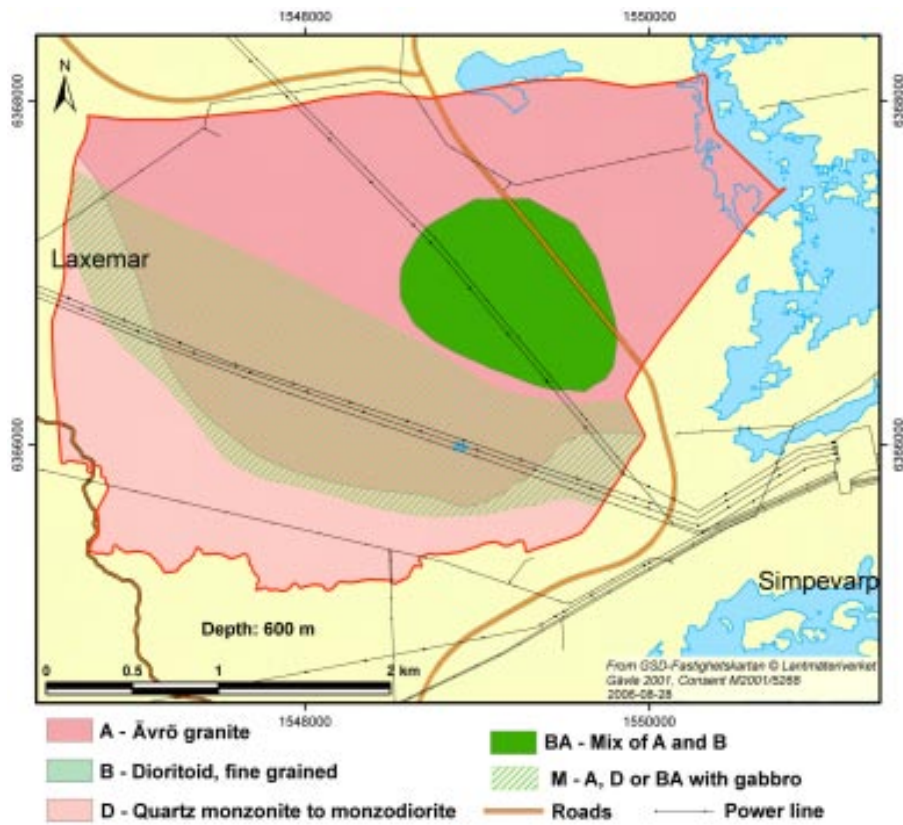 1548000
1550000
N
6368000
6368000
Laxemar
6366000
6366000
Simpevarp
Depth: 600 m
0
0.5
1
2 km
From GSD-Fastighetskartan © Lantmäteriverket
Gävle 2001, Consent M2001/5268
2006-08-28
1548000
1550000
A - Ävrö granite
BA - Mix of A and B
B - Dioritoid, fine grained
M - A, D or BA with gabbro
D - Quartz monzonite to monzodiorite
Roads
Power line